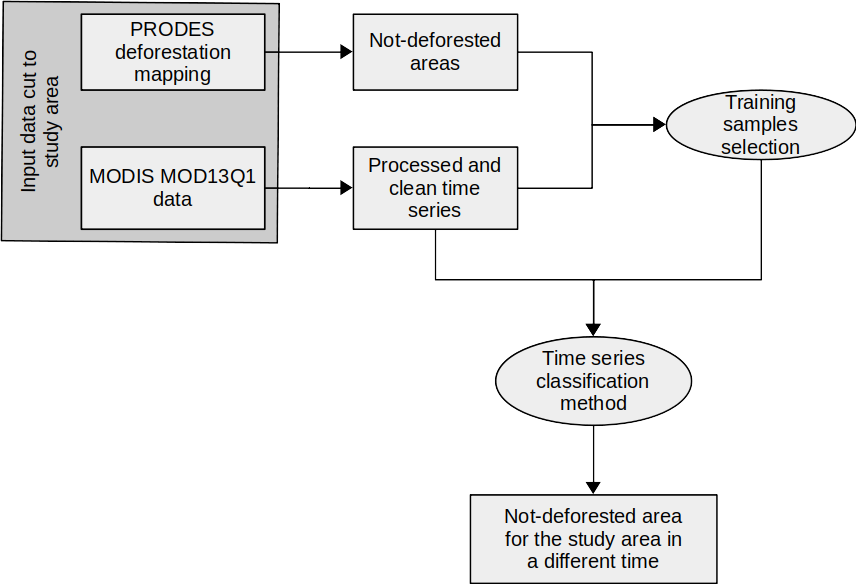 Input data cut to
study area
PRODES
deforestation
mapping
Not-deforested
areas
Training
samples
selection
MODIS MOD13Q1
data
Processed and
clean time
series
Time series
classification
method
Not-deforested area
for the study area in
a different time